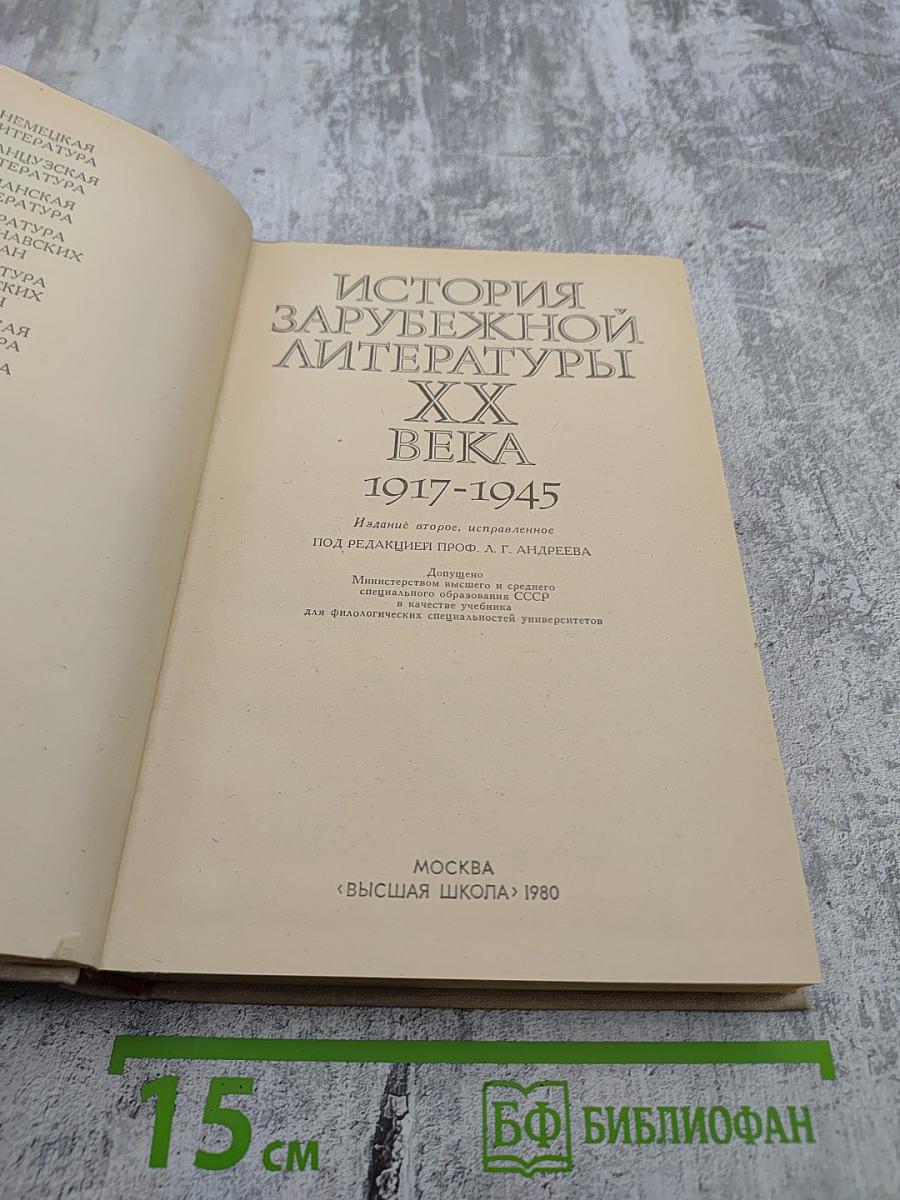 НЕМЕЦКАЯ
ИСТОРИЯ
ЗАРУБЕЖНОЙ
ЛИТЕРАТУРЫ
XX
ВЕКА
1917-1945
Издание второе, исправленное
ПОД РЕДАКЦИЕЙ ПРОФ. Л. Г. АНДРЕЕВА
Допущено
Министерством высшего и среднего
специального образования СССР
в качестве учебника
для филологических специальностей университетов
МОСКВА
«ВЫСШАЯ ШКОЛА» 1980
15 см
БФ БИБЛИОФАН